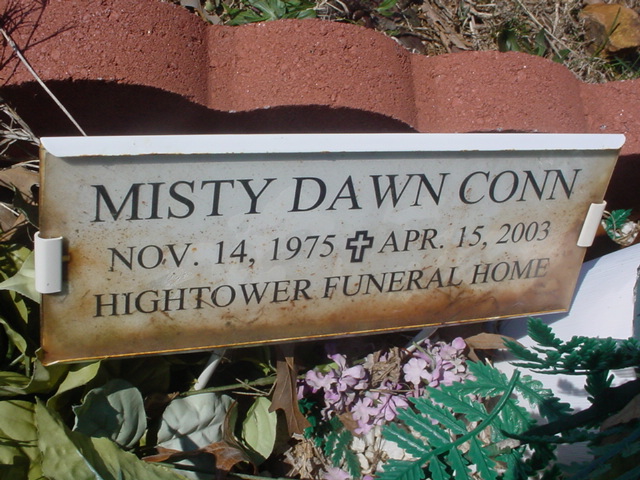 MISTY DAWN CONN
NOV. 14, 1975 ✞ APR. 15, 2003
HIGHTOWER FUNERAL HOME